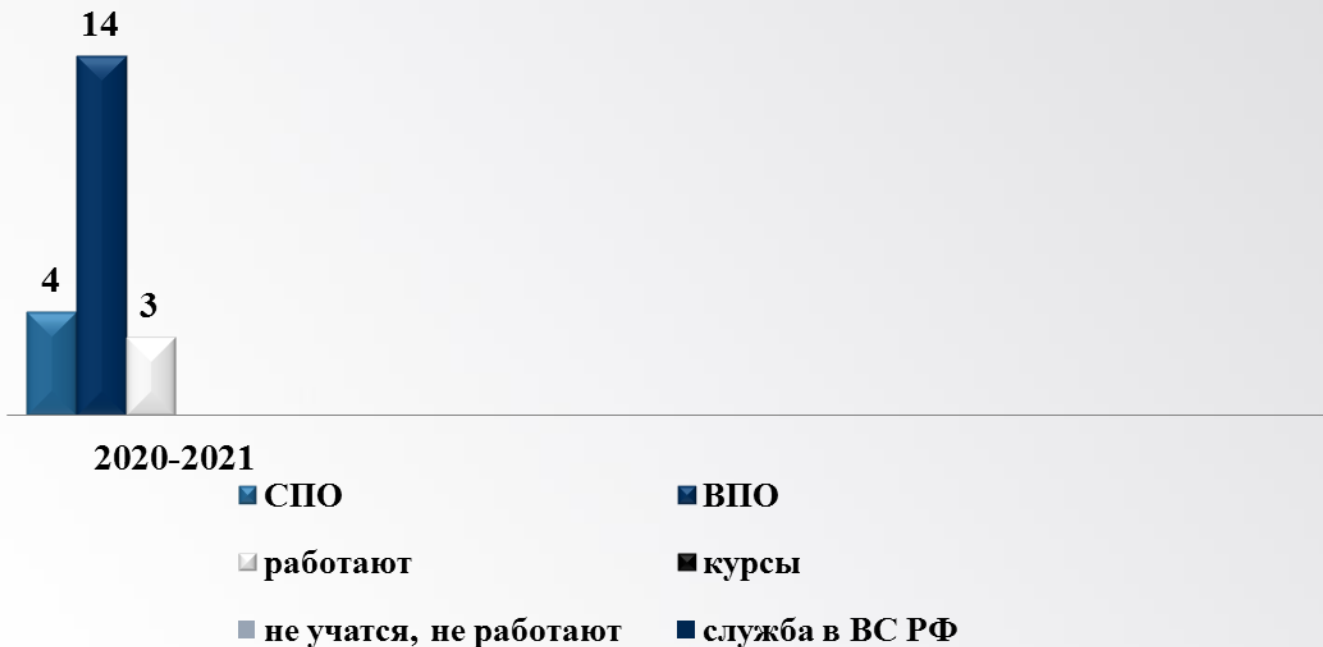 14
4
3
2020-2021
СПО
ВПО
работают
курсы
не учатся, не работают
служба в ВС РФ